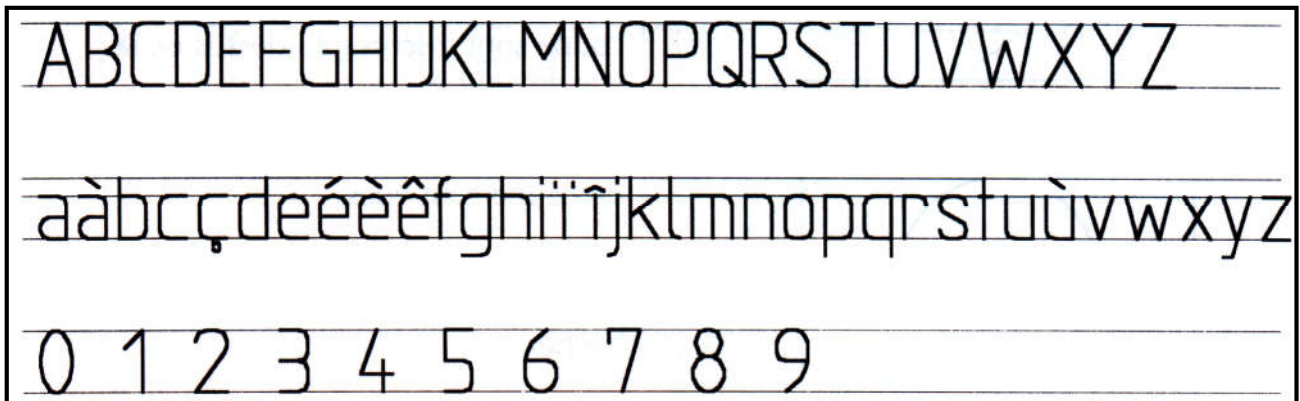 ABCDEFGHIJKLMNOPQRSTUVWXYZ
aàbcçdeéèêfghiïîjklmnopqrstuùvwxyz
0 1 2 3 4 5 6 7 8 9